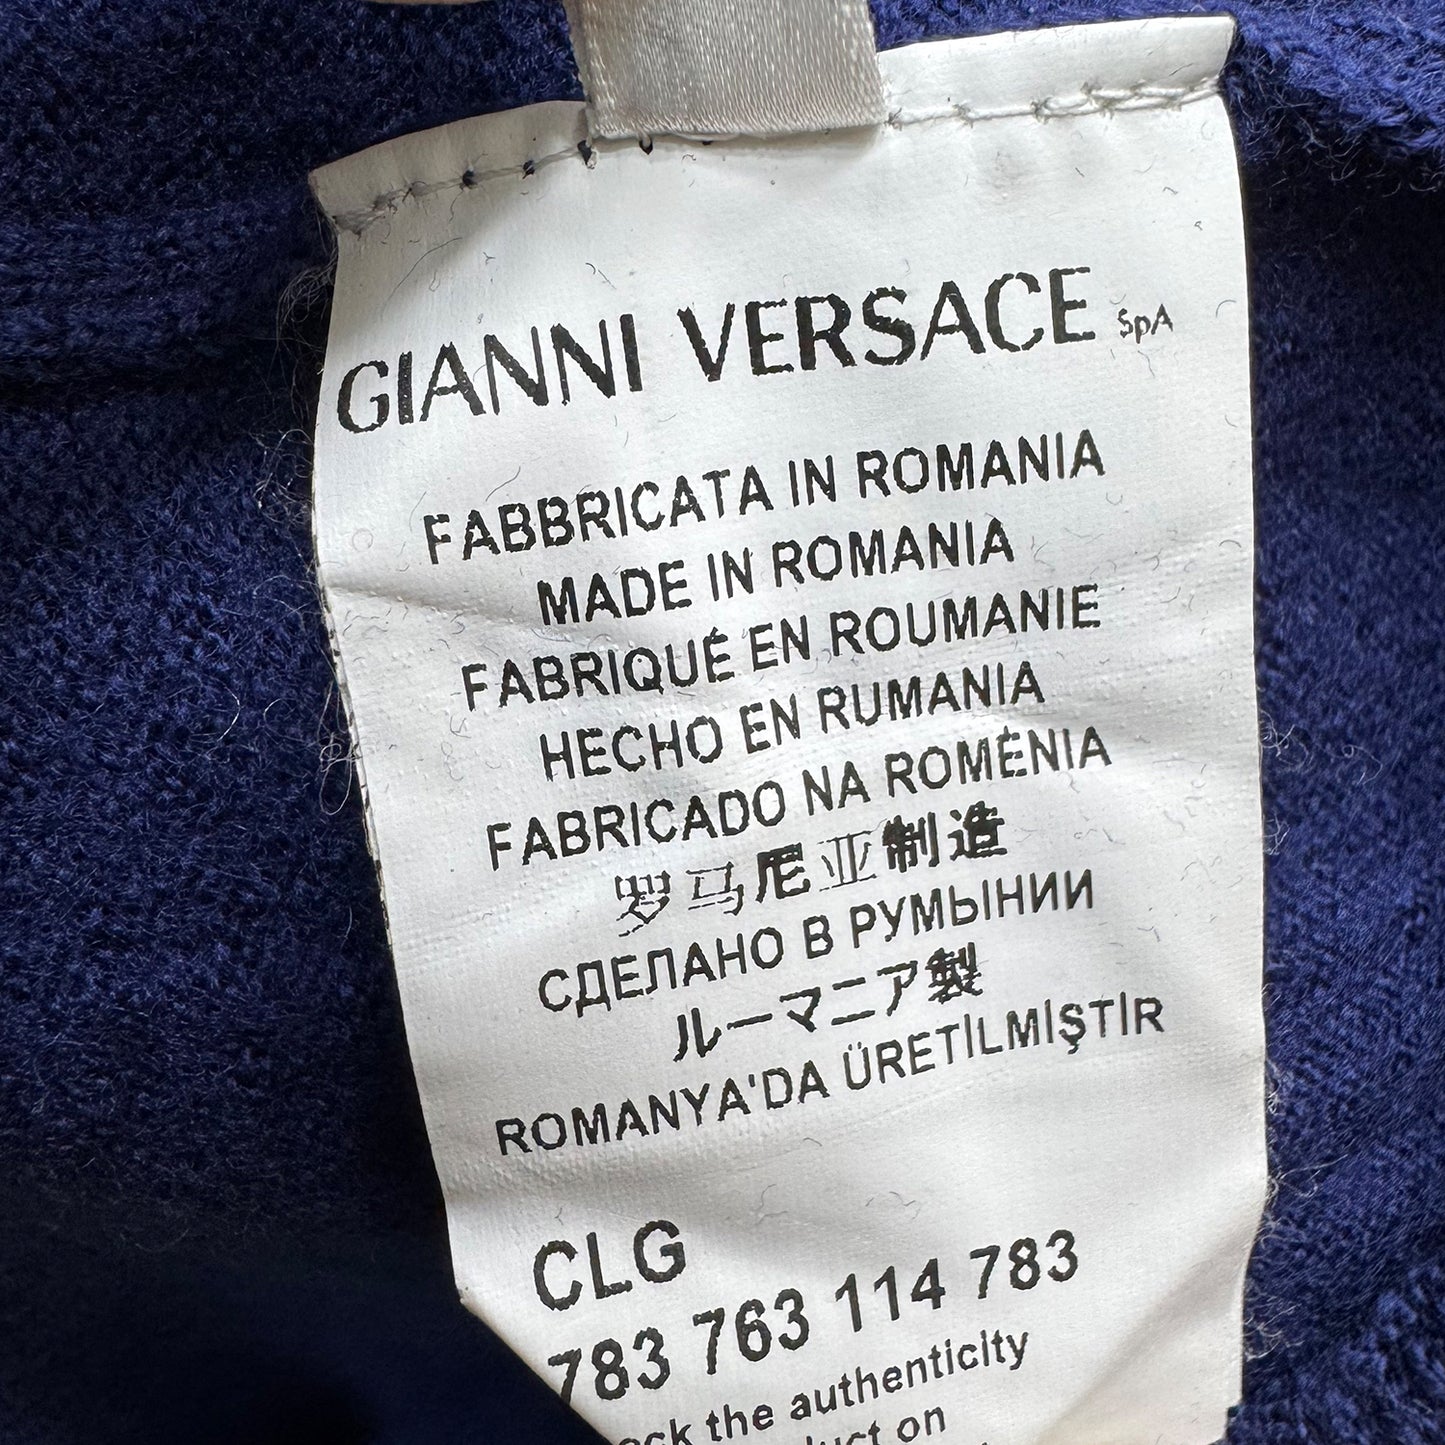 GIANNI VERSACE SpA
FABBRICATA IN ROMANIA
MADE IN ROMANIA
FABRIQUÉ EN ROUMANIE
HECHO EN RUMANIA
FABRICADO NA ROMÉNIA
罗马尼亚制造
СДЕЛАНО В РУМЫНИИ
ルーマニア製
ROMANYA'DA ÜRETİLMİŞTİR
CLG
783 763 114 783
the authenticity
on